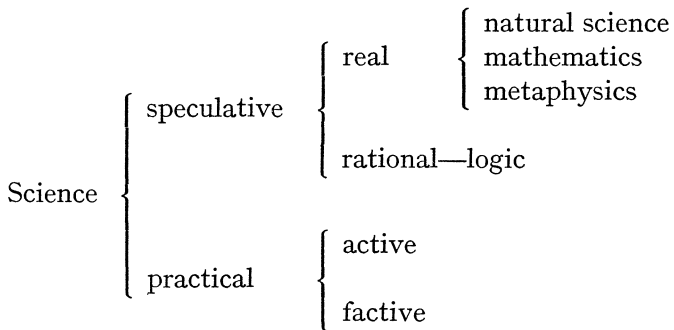 natural science
real
mathematics
metaphysics
speculative
rational—logic
Science
active
practical
factive